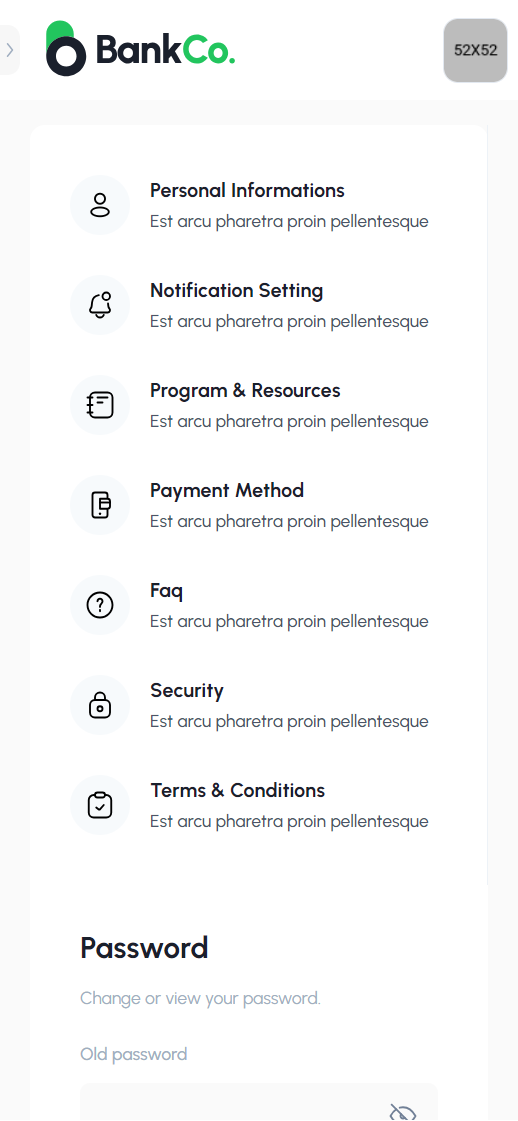 BankCo.
52X52
Personal Informations
Est arcu pharetra proin pellentesque
Notification Setting
Est arcu pharetra proin pellentesque
Program & Resources
Est arcu pharetra proin pellentesque
Payment Method
Est arcu pharetra proin pellentesque
Faq
Est arcu pharetra proin pellentesque
Security
Est arcu pharetra proin pellentesque
Terms & Conditions
Est arcu pharetra proin pellentesque
Password
Change or view your password.
Old password